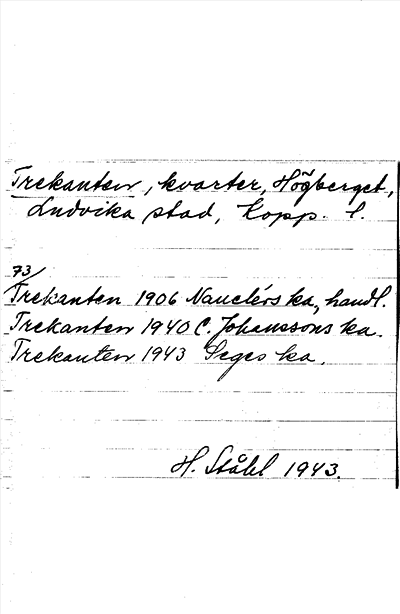 Trekanten, kvarter, Högberget,
Ludvika stad, Kopp. l.
73/
Trekanten 1906 Nauclérs ka, handl.
Trekanten 1940 C. Johanssons ka.
Trekanten 1943 Seges ka.
H. Ståhl 1943.